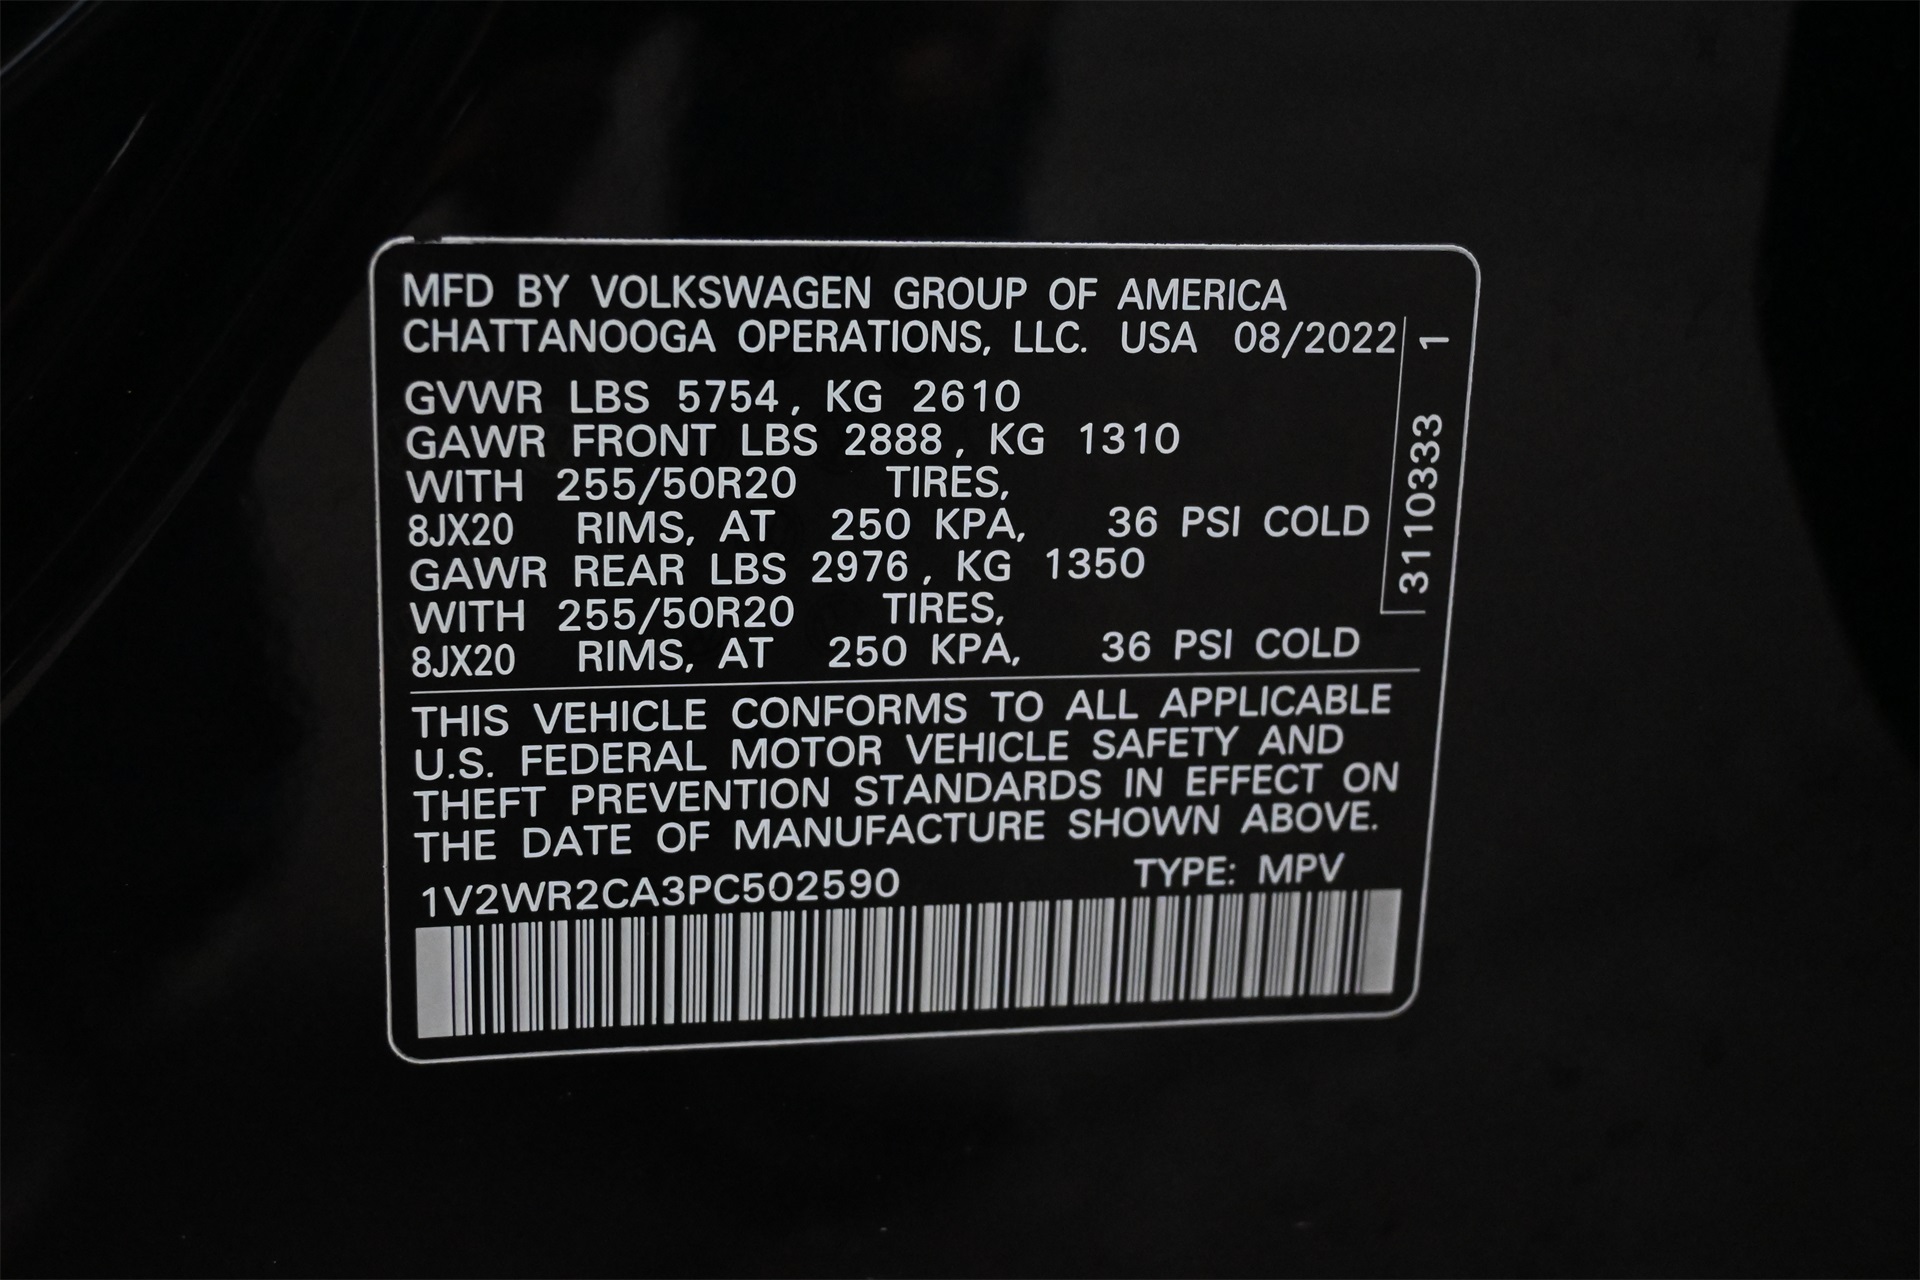 MFD BY VOLKSWAGEN GROUP OF AMERICA
CHATTANOOGA OPERATIONS, LLC. USA 08/2022
GVWR LBS 5754, KG 2610
GAWR FRONT LBS 2888, KG 1310
WITH 255/50R20 TIRES,
8JX20 RIMS, AT 250 KPA, 36 PSI COLD
GAWR REAR LBS 2976, KG 1350
WITH 255/50R20 TIRES,
8JX20 RIMS, AT 250 KPA, 36 PSI COLD
3110333 1
THIS VEHICLE CONFORMS TO ALL APPLICABLE
U.S. FEDERAL MOTOR VEHICLE SAFETY AND
THEFT PREVENTION STANDARDS IN EFFECT ON
THE DATE OF MANUFACTURE SHOWN ABOVE.
1V2WR2CA3PC502590 TYPE: MPV